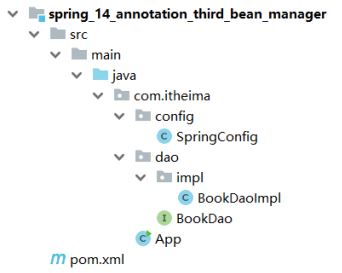 spring_14_annotation_third_bean_manager
src
main
java
com.itheima
config
C SpringConfig
dao
impl
C BookDaoImpl
I BookDao
C App
m pom.xml